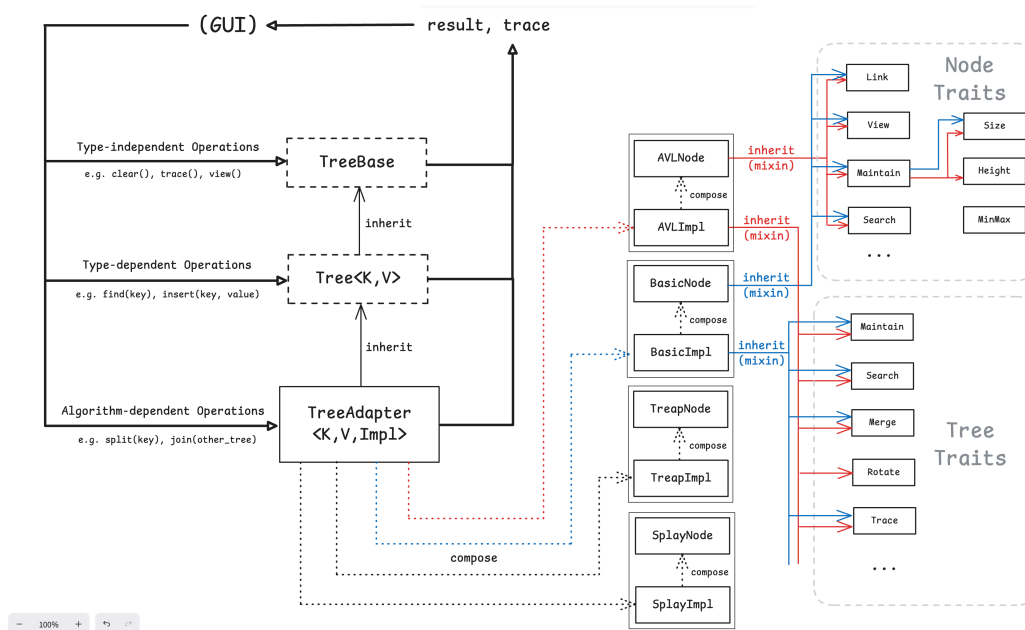 (GUI)
result, trace
Type-independent Operations
e.g. clear(), trace(), view()
TreeBase
inherit
Type-dependent Operations
e.g. find(key), insert(key, value)
Tree<K,V>
inherit
Algorithm-dependent Operations
e.g. split(key), join(other_tree)
TreeAdapter
<K,V,Impl>
compose
AVLNode
compose
AVLImpl
inherit
(mixin)
inherit
(mixin)
BasicNode
compose
BasicImpl
inherit
(mixin)
inherit
(mixin)
TreapNode
compose
TreapImpl
SplayNode
compose
SplayImpl
Node
Traits
Link
View
Maintain
Search
...
Size
Height
MinMax
Tree
Traits
Maintain
Search
Merge
Rotate
Trace
...
− 100% +